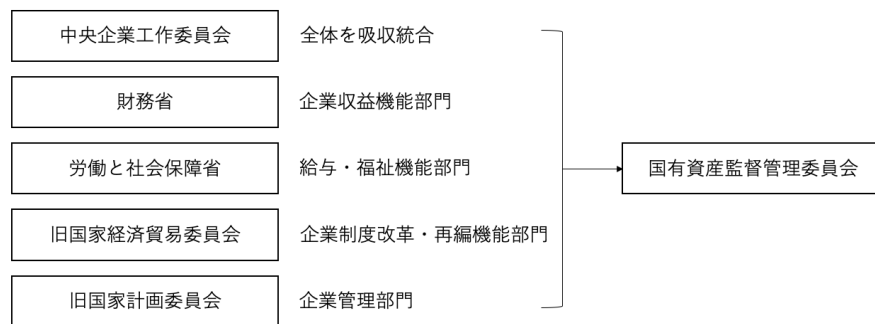 中央企業工作委員会 全体を吸収統合
財務省 企業収益機能部門
労働と社会保障省 給与・福祉機能部門
国有資産監督管理委員会
旧国家経済貿易委員会 企業制度改革・再編機能部門
旧国家計画委員会 企業管理部門